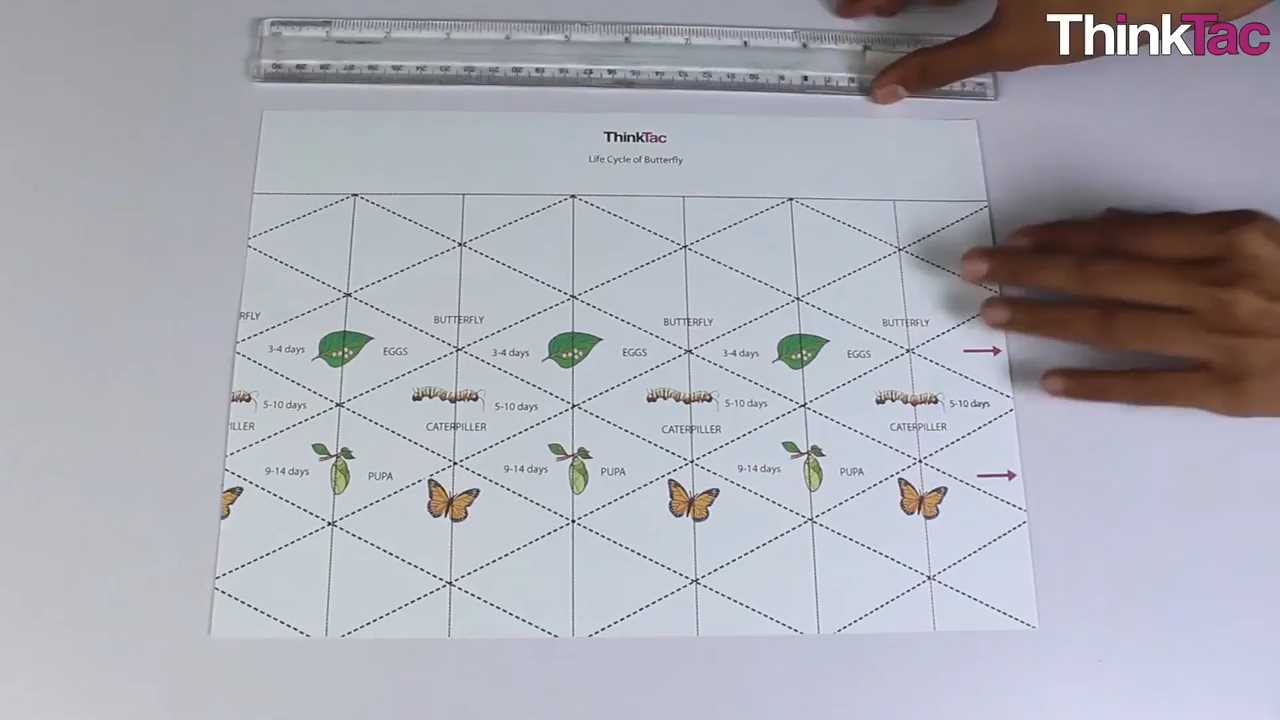 ThinkTac
ThinkTac
Life Cycle of Butterfly
RFLY BUTTERFLY BUTTERFLY BUTTERFLY
3-4 days EGGS 3-4 days EGGS 3-4 days EGGS
5-10 days 5-10 days 5-10 days 5-10 days
ILLER CATERPILLER CATERPILLER CATERPILLER
9-14 days PUPA 9-14 days PUPA 9-14 days PUPA